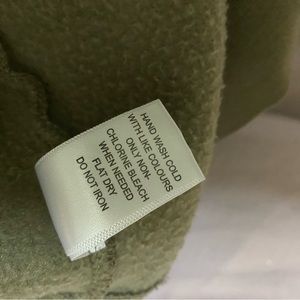 HAND WASH COLD
WITH LIKE COLOURS
ONLY NON-
CHLORINE BLEACH
WHEN NEEDED
FLAT DRY
DO NOT IRON